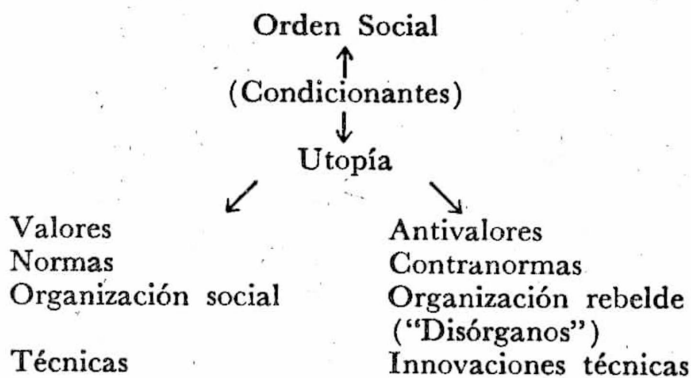 Orden Social
(Condicionantes)
Utopía
Valores Antivalores
Normas Contranormas
Organización social Organización rebelde
("Disórganos")
Técnicas Innovaciones técnicas